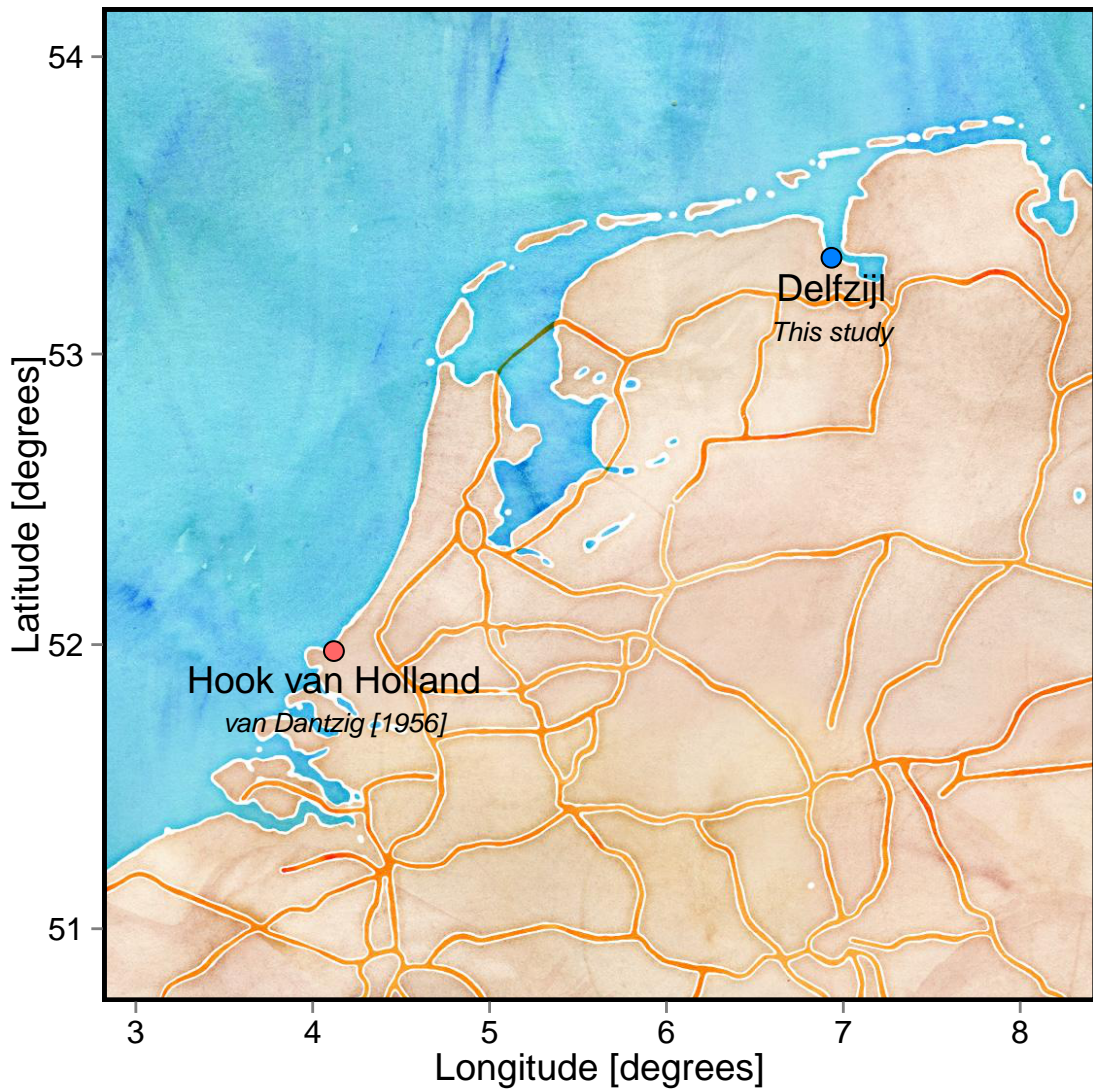 54
53
52
51
Latitude [degrees]
Delfzijl
This study
Hook van Holland
van Dantzig [1956]
3 4 5 6 7 8
Longitude [degrees]